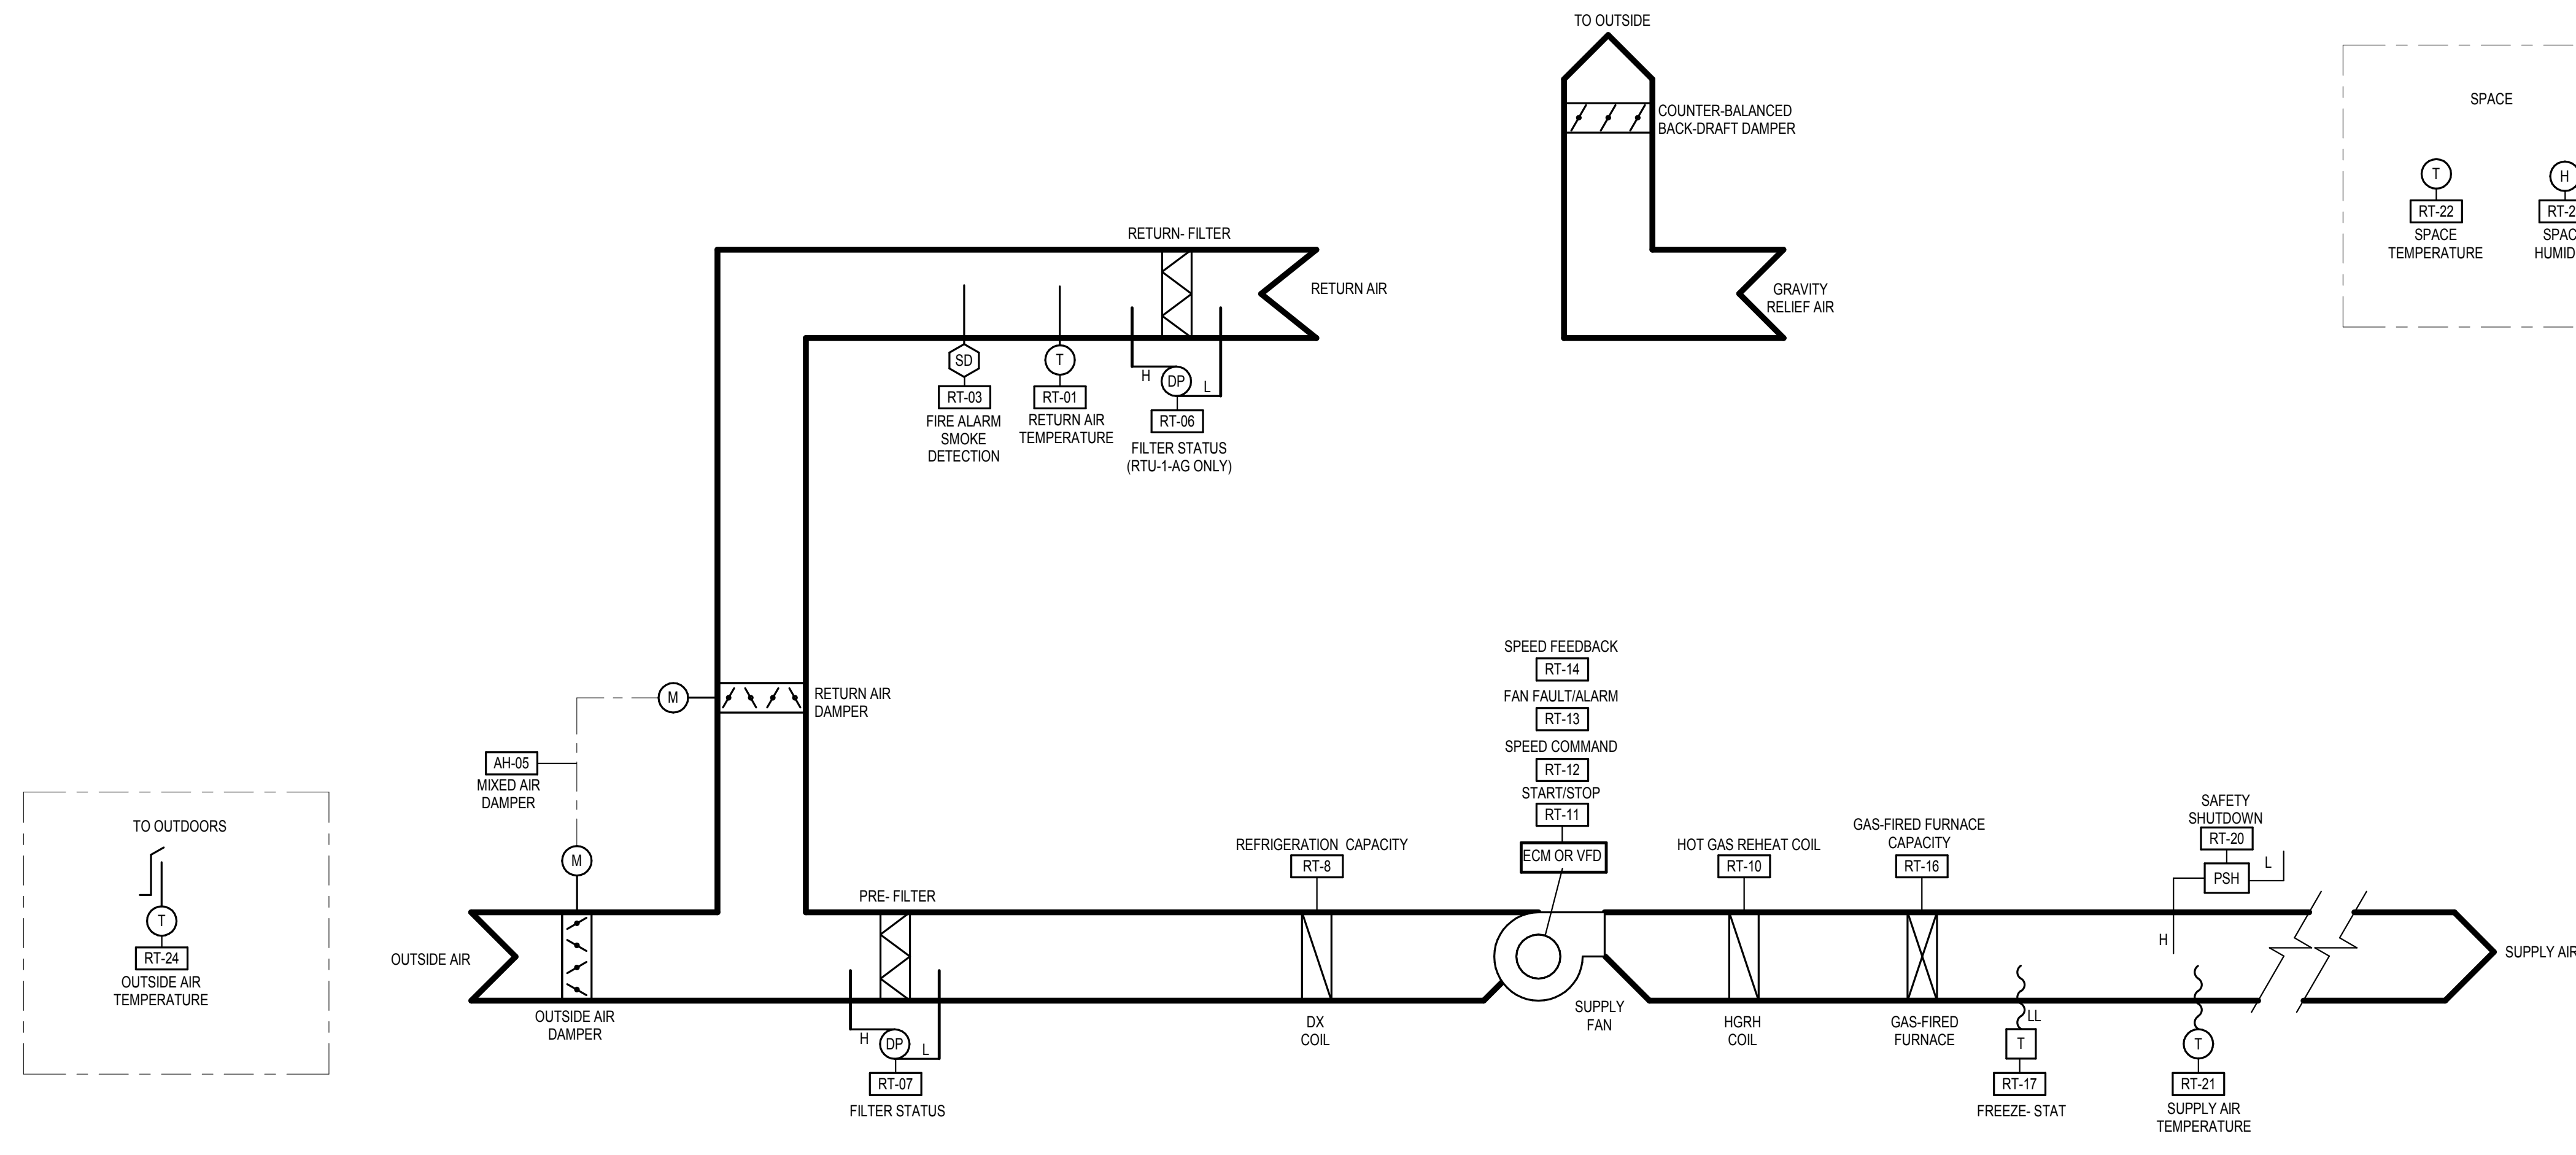 TO OUTSIDE
COUNTER-BALANCED
BACK-DRAFT DAMPER
SPACE
T
H
RT-22
SPACE
TEMPERATURE
RETURN- FILTER
RETURN AIR
GRAVITY
RELIEF AIR
SD
T
H
DP
L
RT-03
RT-01
RT-06
FIRE ALARM
SMOKE
DETECTION
RETURN AIR
TEMPERATURE
FILTER STATUS
(RTU-1-AG ONLY)
SPEED FEEDBACK
RT-14
FAN FAULT/ALARM
RT-13
SPEED COMMAND
RT-12
START/STOP
RT-11
ECM OR VFD
M
RETURN AIR
DAMPER
AH-05
MIXED AIR
DAMPER
M
TO OUTDOORS
T
RT-24
OUTSIDE AIR
TEMPERATURE
OUTSIDE AIR
OUTSIDE AIR
DAMPER
PRE- FILTER
H
DP
L
RT-07
FILTER STATUS
REFRIGERATION  CAPACITY
RT-8
DX
COIL
SUPPLY
FAN
HOT GAS REHEAT COIL
RT-10
HGRH
COIL
GAS-FIRED FURNACE
CAPACITY
RT-16
GAS-FIRED
FURNACE
LL
T
RT-17
FREEZE- STAT
SAFETY
SHUTDOWN
RT-20
PSH
L
H
T
RT-21
SUPPLY AIR
TEMPERATURE
SUPPLY AIR